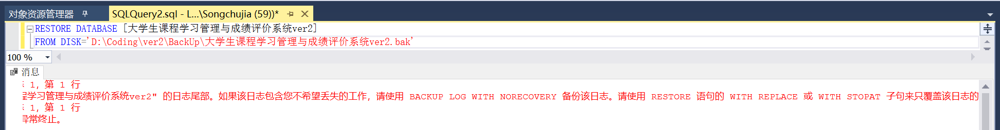 对象资源管理器
SQLQuery2.sql - L...\Songchujia (59))*
RESTORE DATABASE [大学生课程学习管理与成绩评价系统ver2]
FROM DISK='D:\Coding\ver2\BackUp\大学生课程学习管理与成绩评价系统ver2.bak'
100 %
消息
1，第 1 行
程学习管理与成绩评价系统ver2" 的日志尾部。如果该日志包含您不希望丢失的工作，请使用 BACKUP LOG WITH NORECOVERY 备份该日志。请使用 RESTORE 语句的 WITH REPLACE 或 WITH STOPAT 子句来只覆盖该日志的
1，第 1 行
异常终止。